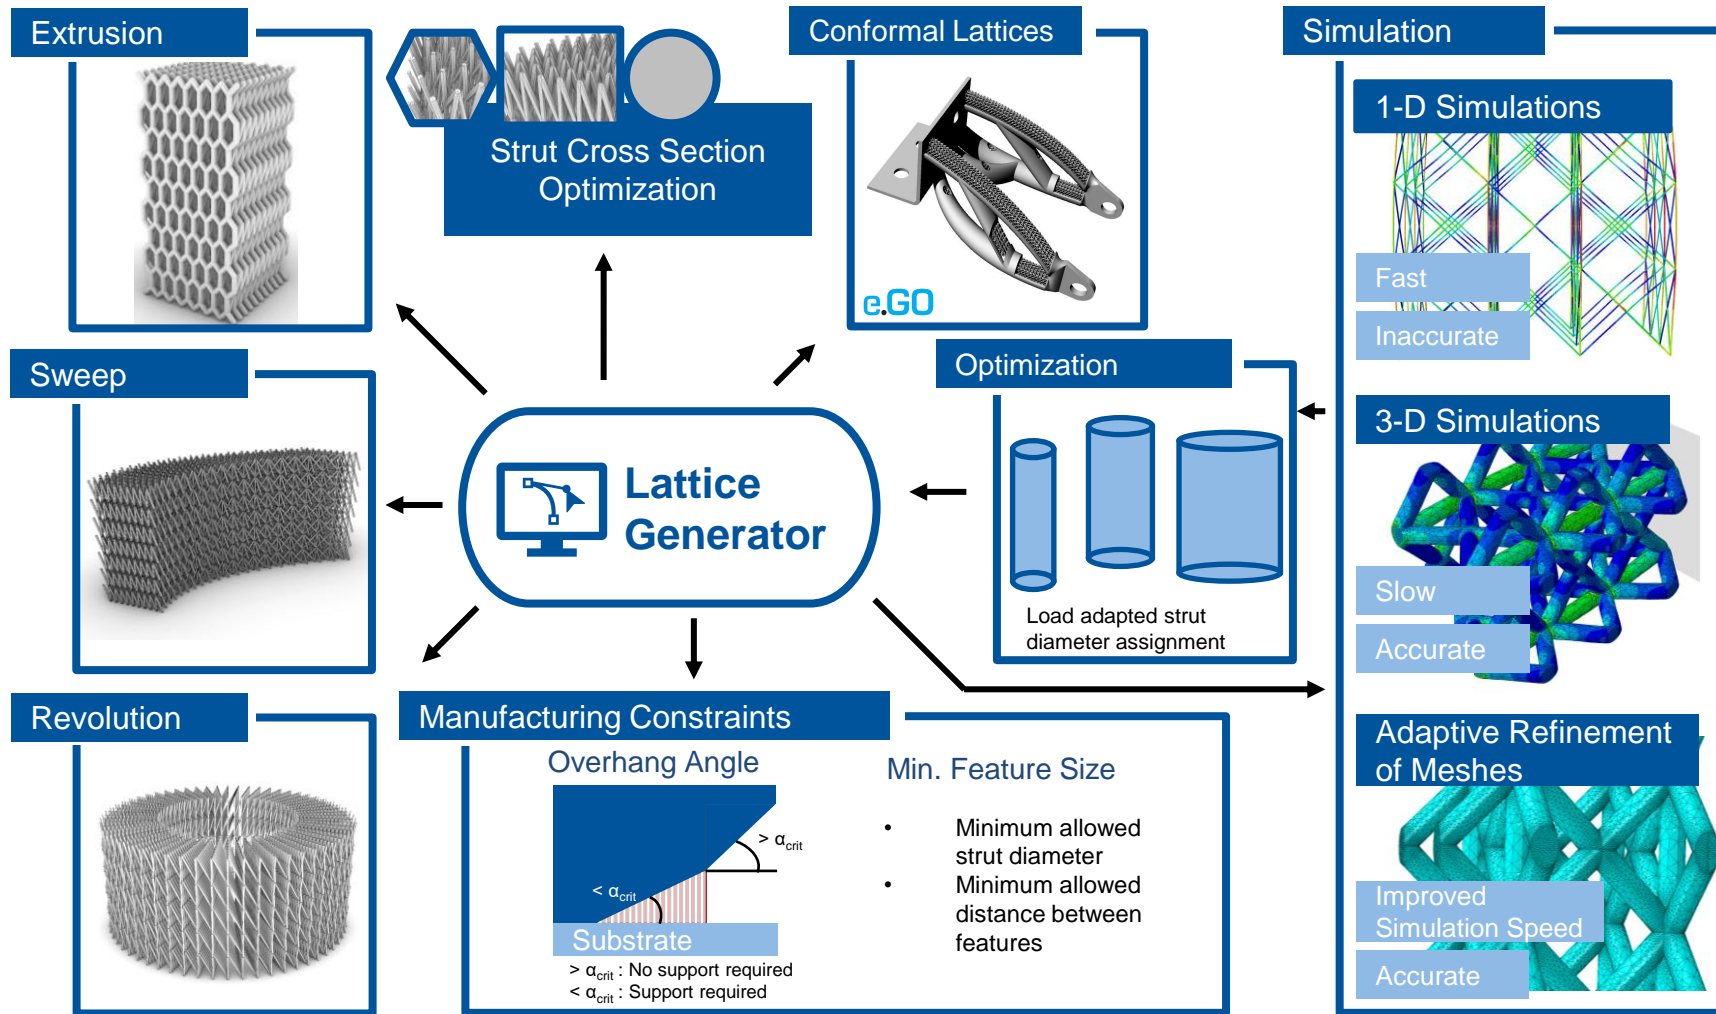 Extrusion
Strut Cross Section
Optimization
Conformal Lattices
e.GO
Simulation
1-D Simulations
Fast
Inaccurate
3-D Simulations
Slow
Accurate
Adaptive Refinement
of Meshes
Improved
Simulation Speed
Accurate
Sweep
Lattice
Generator
Optimization
Load adapted strut
diameter assignment
Revolution
Manufacturing Constraints
Overhang Angle
> αcrit
< αcrit
Substrate
> αcrit : No support required
< αcrit : Support required
Min. Feature Size
• Minimum allowed
strut diameter
• Minimum allowed
distance between
features